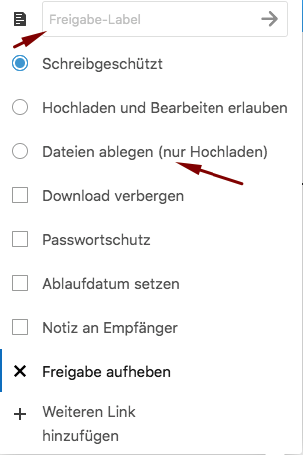 Freigabe-Label
Schreibgeschützt
Hochladen und Bearbeiten erlauben
Dateien ablegen (nur Hochladen)
Download verbergen
Passwortschutz
Ablaufdatum setzen
Notiz an Empfänger
Freigabe aufheben
Weiteren Link
hinzufügen